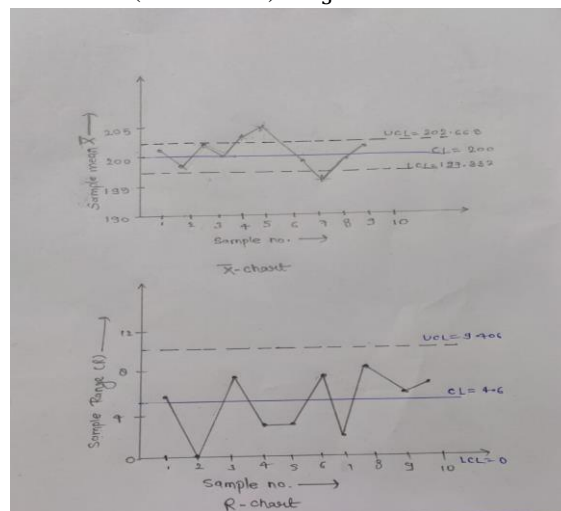 205
UCL = 202.668
Sample mean X̄ →
200
CL = 200
LCL = 197.332
195
190
1 2 3 4 5 6 7 8 9 10
Sample no. →
X̄-chart
12
UCL = 9.406
Sample Range (R) →
8
CL = 4.6
4
0
1 2 3 4 5 6 7 8 9 10
LCL = 0
Sample no. →
R-chart